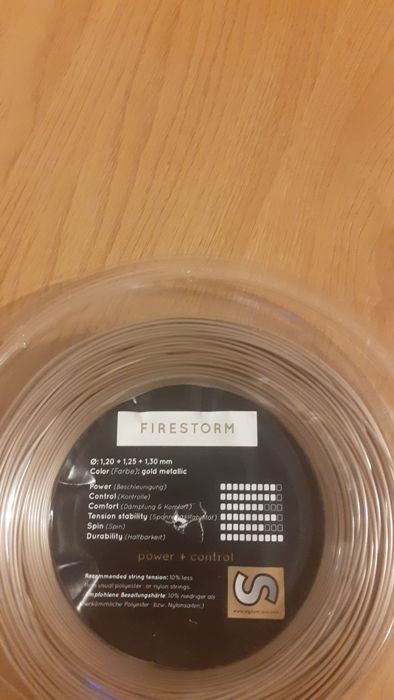 FIRESTORM
Ø: 1,20 + 1,25 + 1,30 mm
Color (Farbe): gold metallic
Power (Beschleunigung)
Control (Kontrolle)
Comfort (Dämpfung & Komfort)
Tension stability (Spannungsstabilität)
Spin (Spin)
Durability (Haltbarkeit)
power + control
Recommended string tension: 10% less
usual polyester or nylon strings.
Empfohlene Besaitungshärte: 10% niedriger als
herkömmliche Polyester bzw. Nylonsaiten.
S